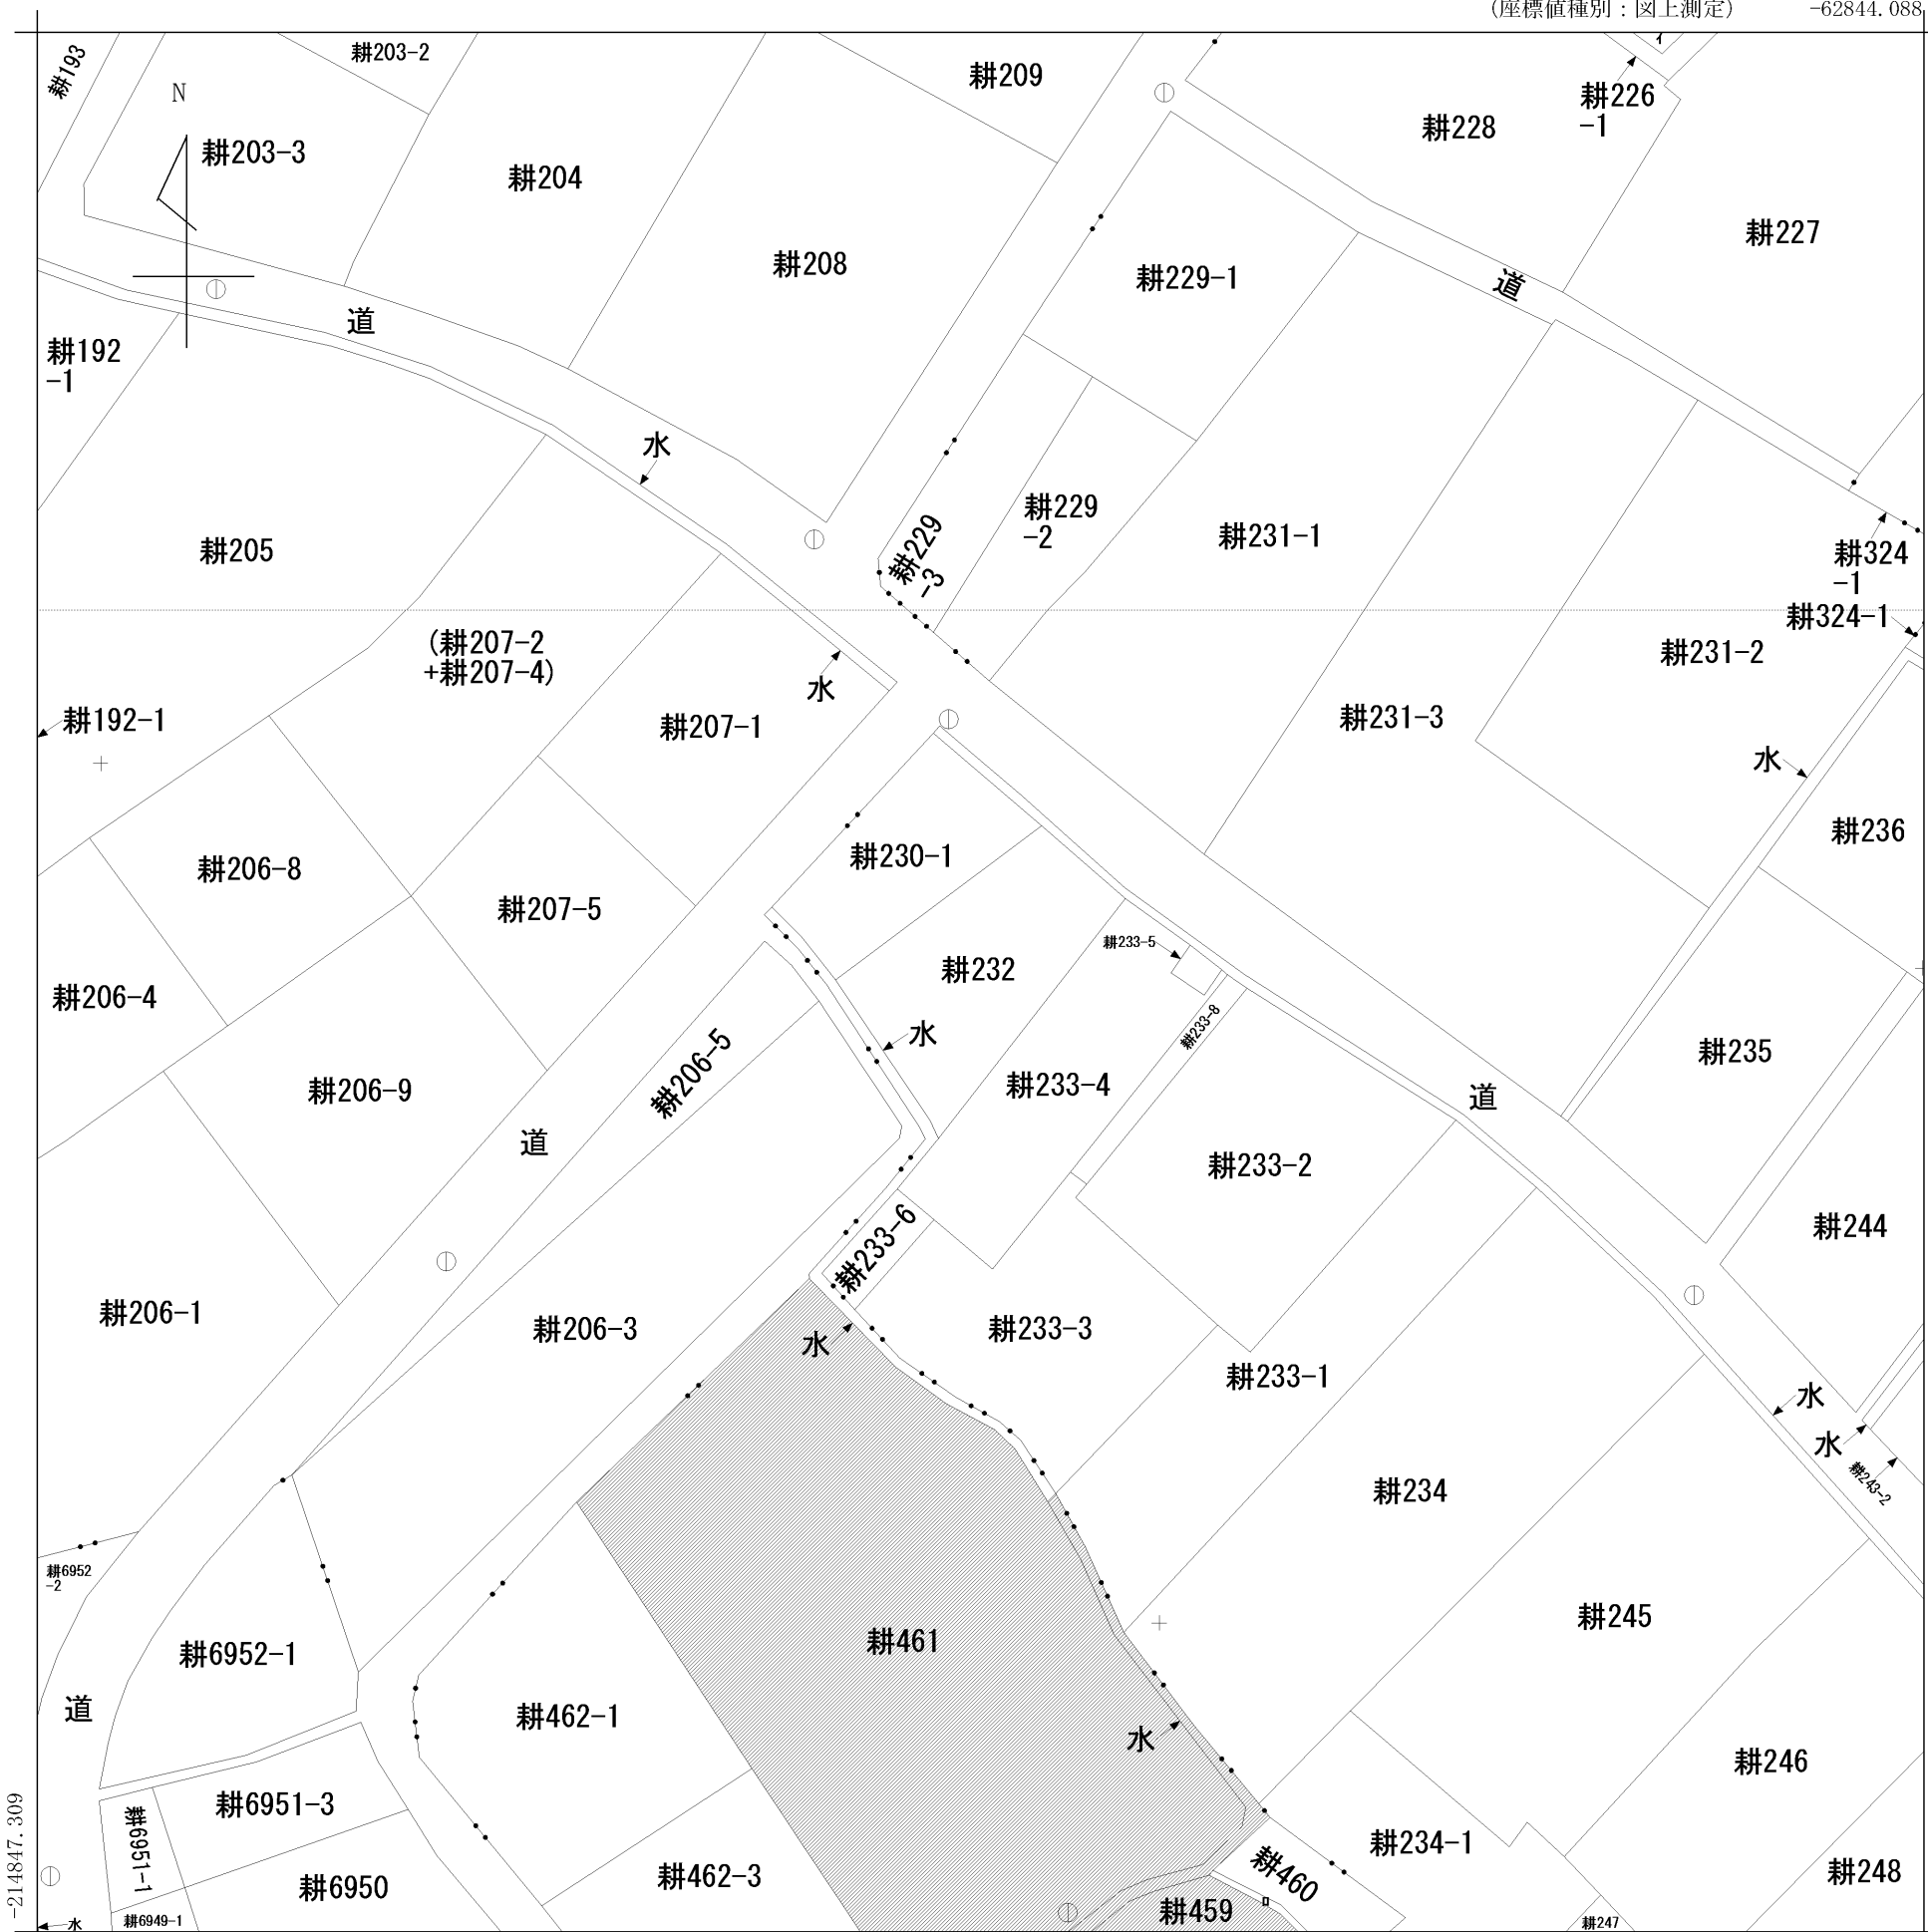 (座標値種別：図上測定)
-62844.088
耕193
耕203-2
耕209
イ
N
耕226
-1
耕228
耕203-3
耕204
耕227
耕208
耕229-1
道
道
耕192
-1
水
耕229
-2
耕231-1
耕205
耕229
-3
耕324
-1
耕324-1
(耕207-2
+耕207-4)
耕231-2
水
耕192-1
耕207-1
耕231-3
水
耕236
耕230-1
耕206-8
耕207-5
耕233-5
耕232
耕206-4
耕233-8
水
耕235
耕206-5
耕233-4
耕206-9
道
道
耕233-2
耕244
耕233-6
耕206-1
耕206-3
耕233-3
水
耕233-1
水
水
耕243-2
耕234
耕6952
-2
耕245
耕461
耕6952-1
道
耕462-1
水
耕246
耕6951-3
耕6951-1
耕234-1
耕460
耕248
耕462-3
耕6950
耕459
耕6949-1
水
耕247
-214847.309